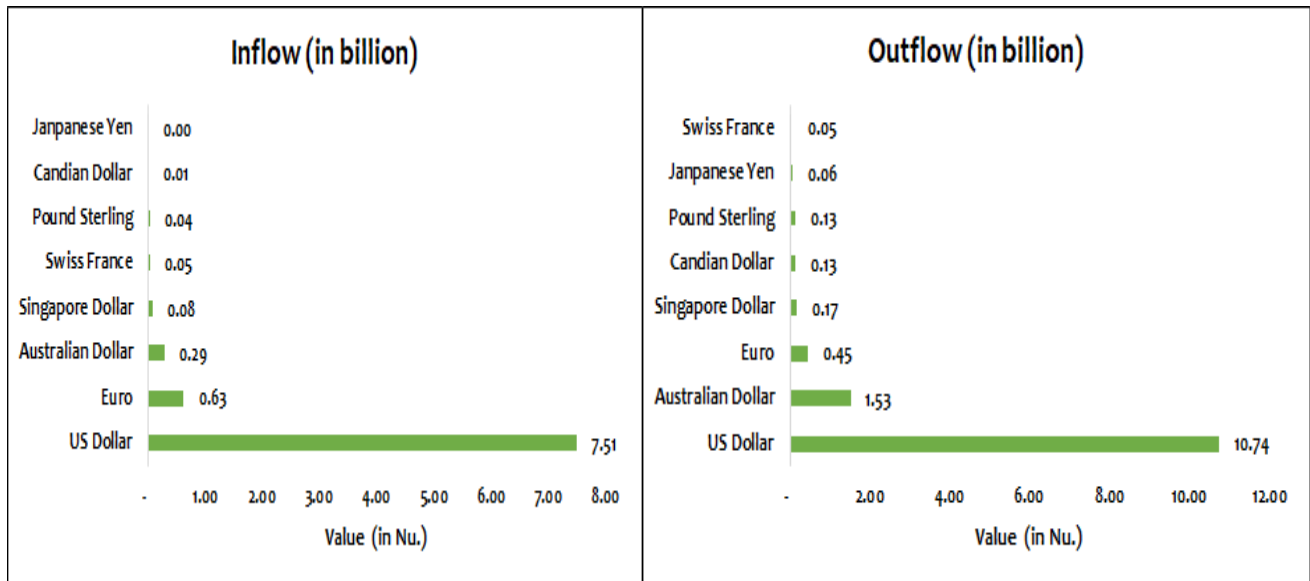 Inflow (in billion)
Janpanese Yen 0.00
Candian Dollar 0.01
Pound Sterling 0.04
Swiss France 0.05
Singapore Dollar 0.08
Australian Dollar 0.29
Euro 0.63
US Dollar 7.51
- 1.00 2.00 3.00 4.00 5.00 6.00 7.00 8.00
Value (in Nu.)
Outflow (in billion)
Swiss France 0.05
Janpanese Yen 0.06
Pound Sterling 0.13
Candian Dollar 0.13
Singapore Dollar 0.17
Euro 0.45
Australian Dollar 1.53
US Dollar 10.74
- 2.00 4.00 6.00 8.00 10.00 12.00
Value (in Nu.)